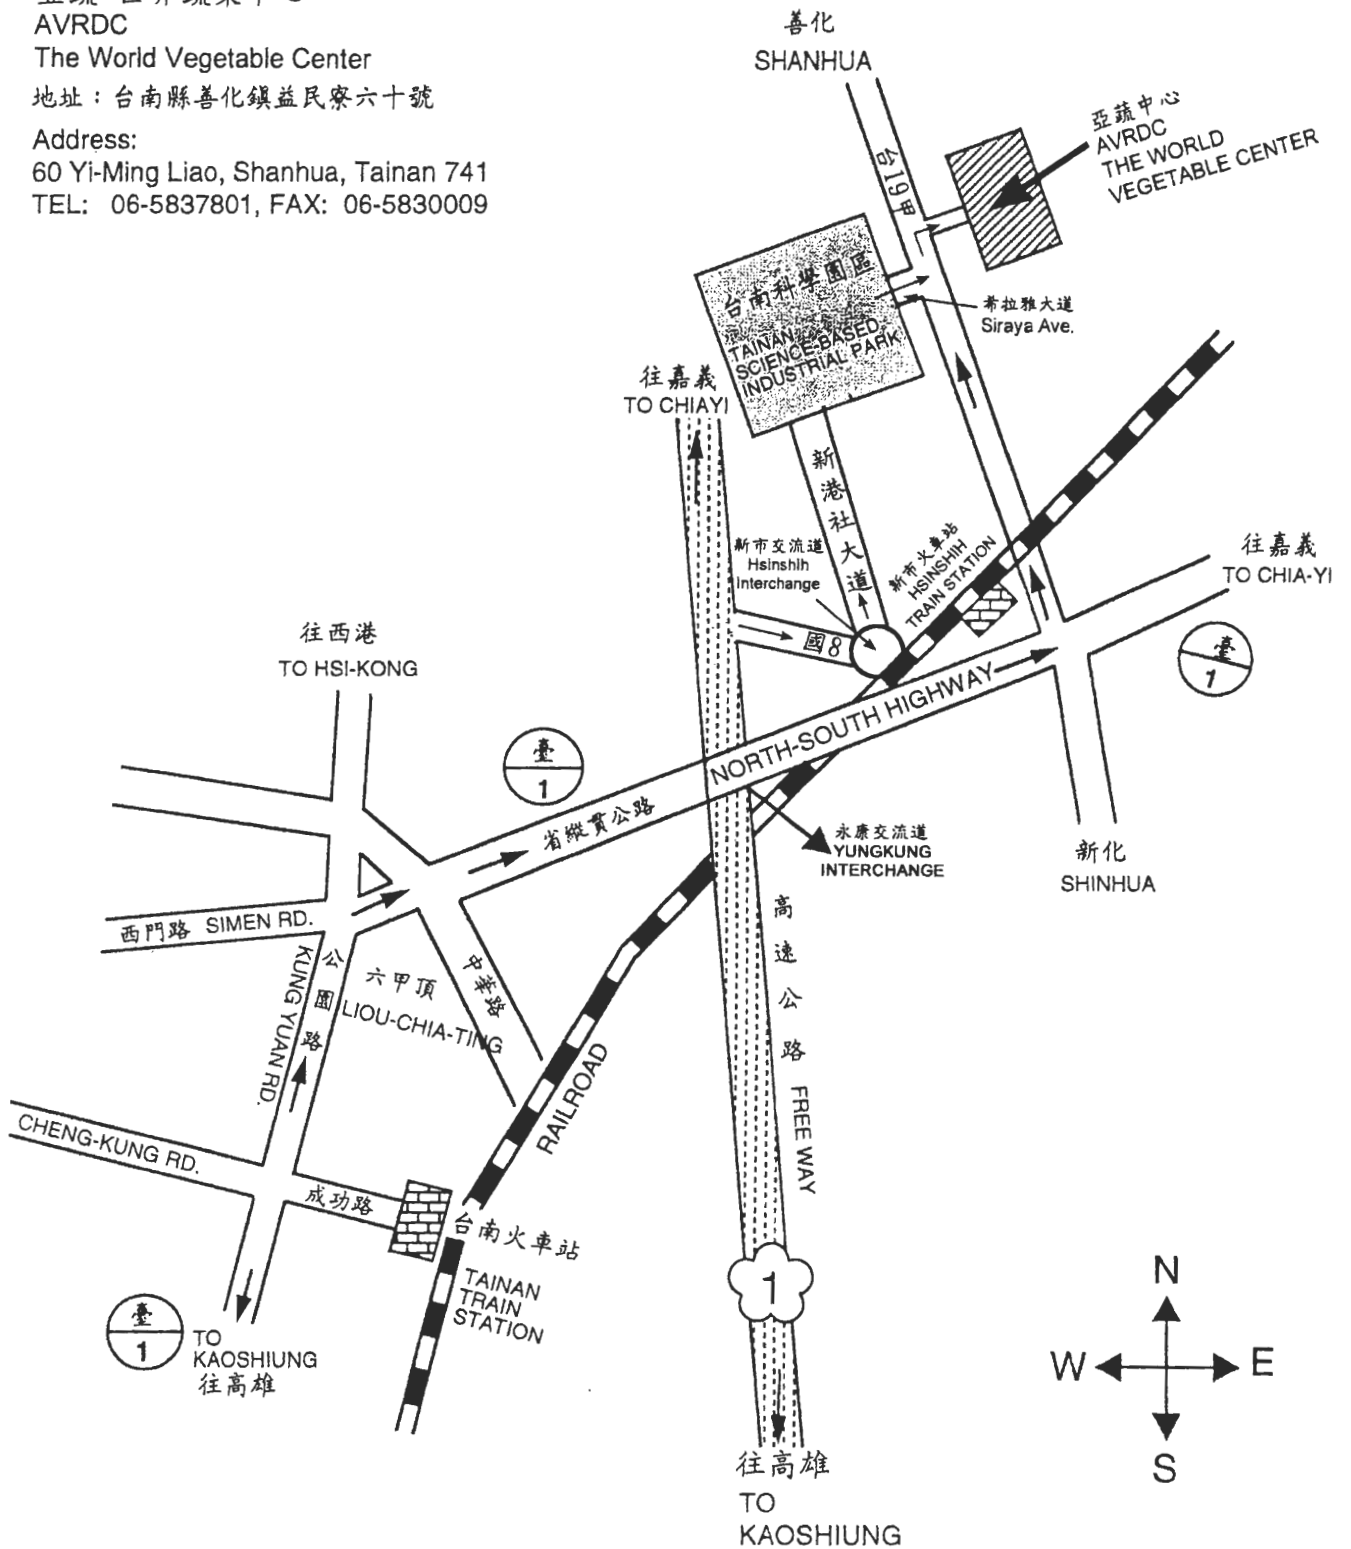 AVRDC
The World Vegetable Center
地址：台南縣善化鎮益民寮六十號
Address:
60 Yi-Ming Liao, Shanhua, Tainan 741
TEL: 06-5837801, FAX: 06-5830009
善化
SHANHUA
亞蔬中心
AVRDC
THE WORLD
VEGETABLE CENTER
台19甲
台南科學園區
TAINAN
SCIENCE-BASED
INDUSTRIAL PARK
希拉雅大道
Siraya Ave.
往嘉義
TO CHIAYI
新港社大道
新市交流道
Hsinshih
Interchange
新市火車站
HSINSHIH
TRAIN STATION
往嘉義
TO CHIA-YI
國8
往西港
TO HSI-KONG
臺
1
臺
1
NORTH-SOUTH HIGHWAY
省縱貫公路
永康交流道
YUNGKUNG
INTERCHANGE
新化
SHINHUA
西門路 SIMEN RD.
公園路
KUNG YUAN RD.
六甲頂
LIOU-CHIA-TING
中華路
高速公路 FREE WAY
RAILROAD
CHENG-KUNG RD.
成功路
台南火車站
TAINAN
TRAIN
STATION
1
臺
1
TO
KAOSHIUNG
往高雄
往高雄
TO
KAOSHIUNG
N
W E
S